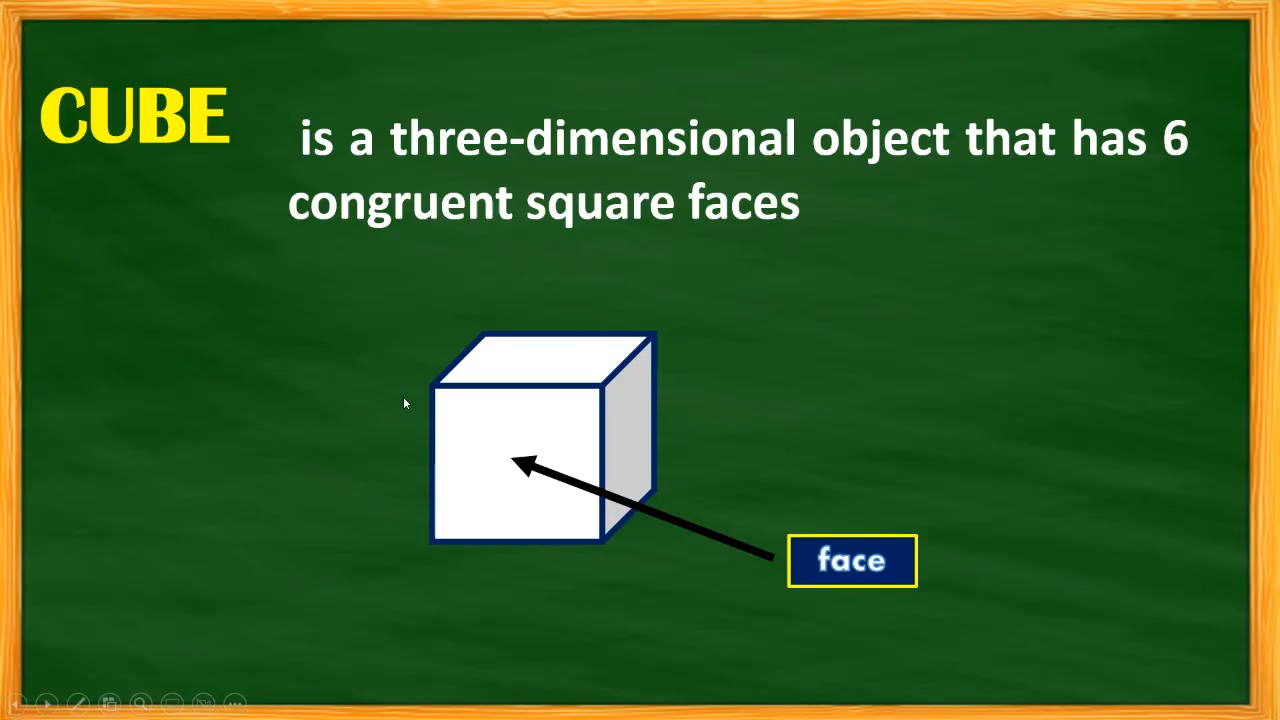 CUBE
is a three-dimensional object that has 6
congruent square faces
face